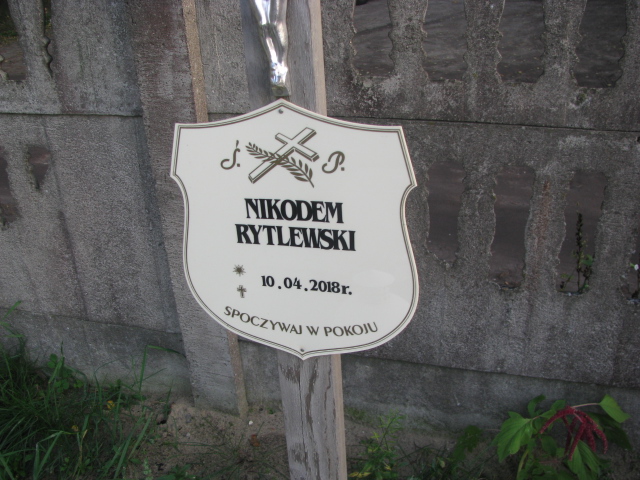 Ś. P.
NIKODEM
RYTLEWSKI
10.04.2018r.
SPOCZYWAJ W POKOJU